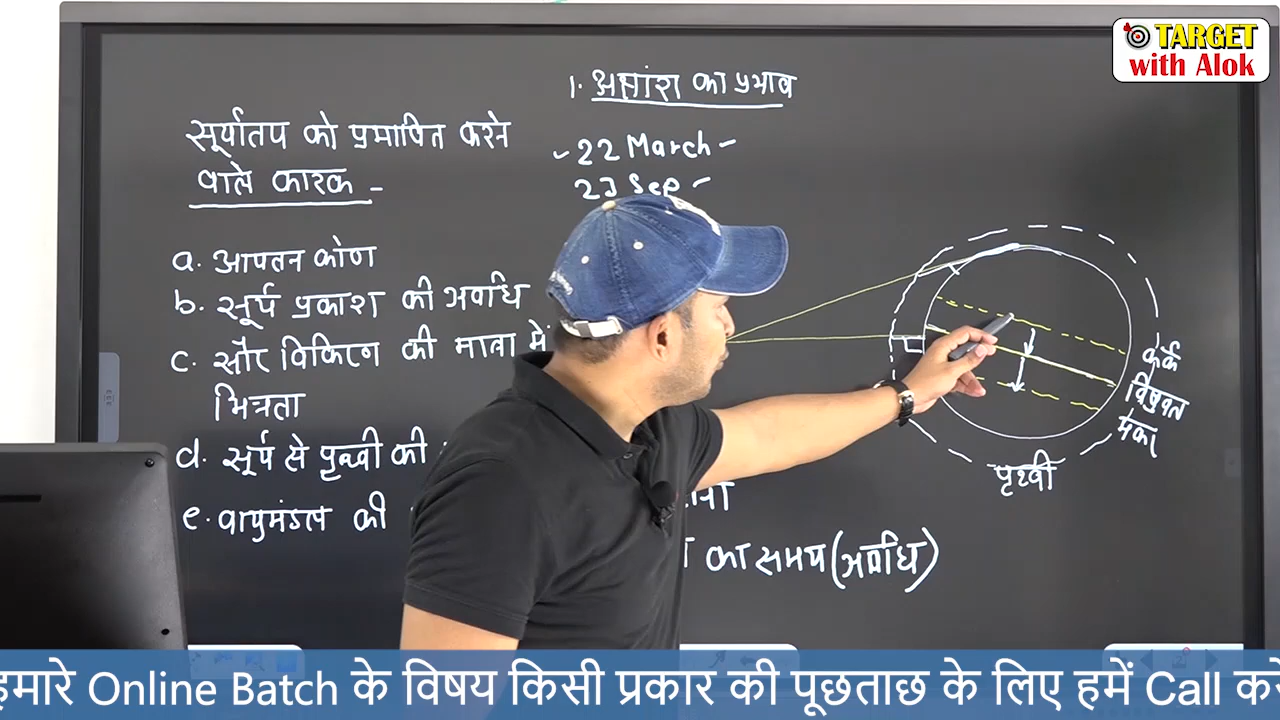 TARGET
with Alok
1. अक्षांश का प्रभाव
सूर्यातप को प्रभावित करने
वाले कारक -
22 March -
23 Sep -
a. आपतन कोण
b. सूर्य प्रकाश की अवधि
c. सौर विकिरण की मात्रा में
भिन्नता
d. सूर्य से पृथ्वी की
e. वायुमंडल की
का समय (अवधि)
कर्क
विषुवत
मकर
पृथ्वी
हमारे Online Batch के विषय किसी प्रकार की पूछताछ के लिए हमें Call करे